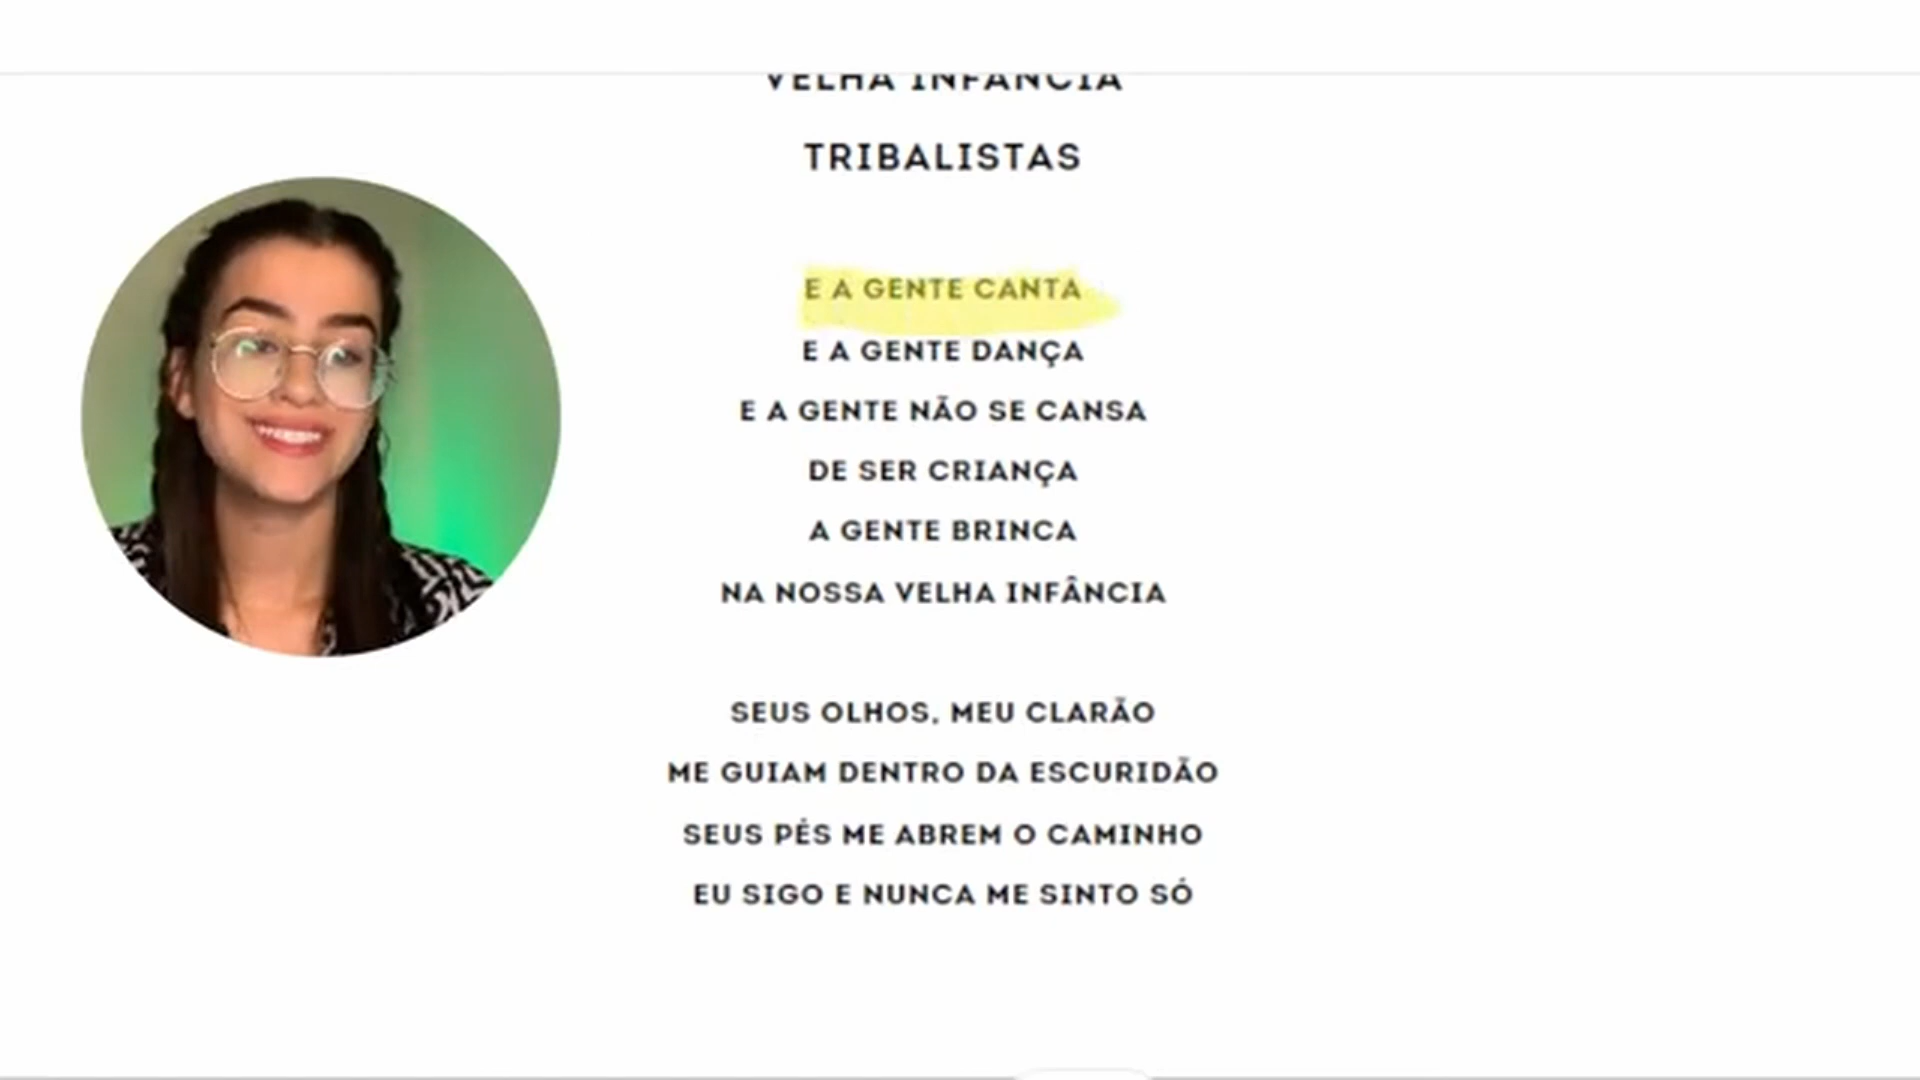 VELHA INFÂNCIA
TRIBALISTAS
E A GENTE CANTA
E A GENTE DANÇA
E A GENTE NÃO SE CANSA
DE SER CRIANÇA
A GENTE BRINCA
NA NOSSA VELHA INFÂNCIA
SEUS OLHOS, MEU CLARÃO
ME GUIAM DENTRO DA ESCURIDÃO
SEUS PÉS ME ABREM O CAMINHO
EU SIGO E NUNCA ME SINTO SÓ